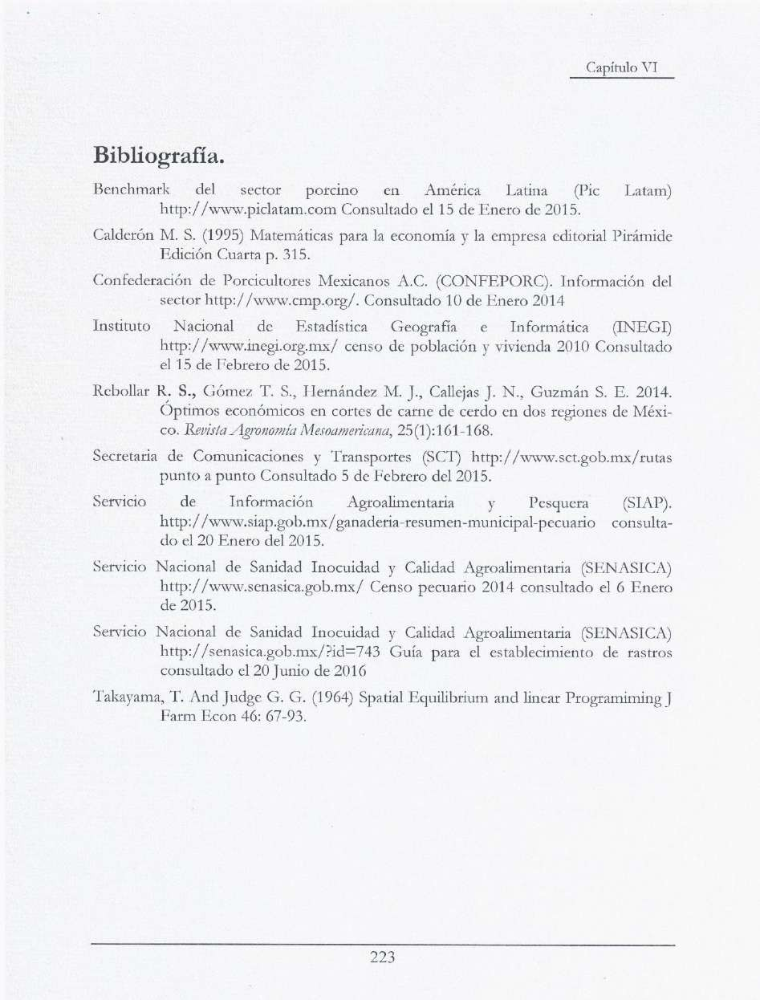 Capítulo VI
Bibliografía.
Benchmark del sector porcino en América Latina (Pic Latam)
http://www.piclatam.com Consultado el 15 de Enero de 2015.
Calderón M. S. (1995) Matemáticas para la economía y la empresa editorial Pirámide
Edición Cuarta p. 315.
Confederación de Porcicultores Mexicanos A.C. (CONFEPORC). Información del
sector http://www.cmp.org/. Consultado 10 de Enero 2014
Instituto Nacional de Estadística Geografía e Informática (INEGI)
http://www.inegi.org.mx/ censo de población y vivienda 2010 Consultado
el 15 de Febrero de 2015.
Rebollar R. S., Gómez T. S., Hernández M. J., Callejas J. N., Guzmán S. E. 2014.
Óptimos económicos en cortes de carne de cerdo en dos regiones de Méxi-
co. Revista Agronomía Mesoamericana, 25(1):161-168.
Secretaria de Comunicaciones y Transportes (SCT) http://www.sct.gob.mx/rutas
punto a punto Consultado 5 de Febrero del 2015.
Servicio de Información Agroalimentaria y Pesquera (SIAP).
http://www.siap.gob.mx/ganaderia-resumen-municipal-pecuario consulta-
do el 20 Enero del 2015.
Servicio Nacional de Sanidad Inocuidad y Calidad Agroalimentaria (SENASICA)
http://www.senasica.gob.mx/ Censo pecuario 2014 consultado el 6 Enero
de 2015.
Servicio Nacional de Sanidad Inocuidad y Calidad Agroalimentaria (SENASICA)
http://senasica.gob.mx/?id=743 Guía para el establecimiento de rastros
consultado el 20 Junio de 2016
Takayama, T. And Judge G. G. (1964) Spatial Equilibrium and linear Programiming J
Farm Econ 46: 67-93.
223